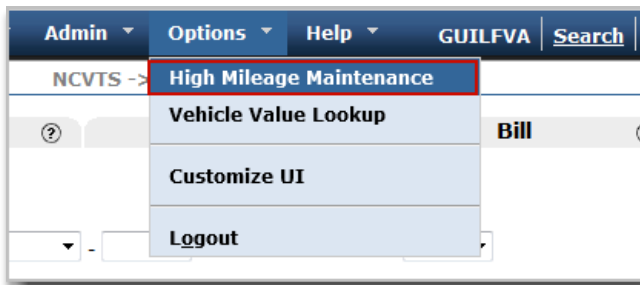 Admin Options Help GUILFVA Search
NCVTS -> High Mileage Maintenance
Vehicle Value Lookup
? Bill
Customize UI
- Logout